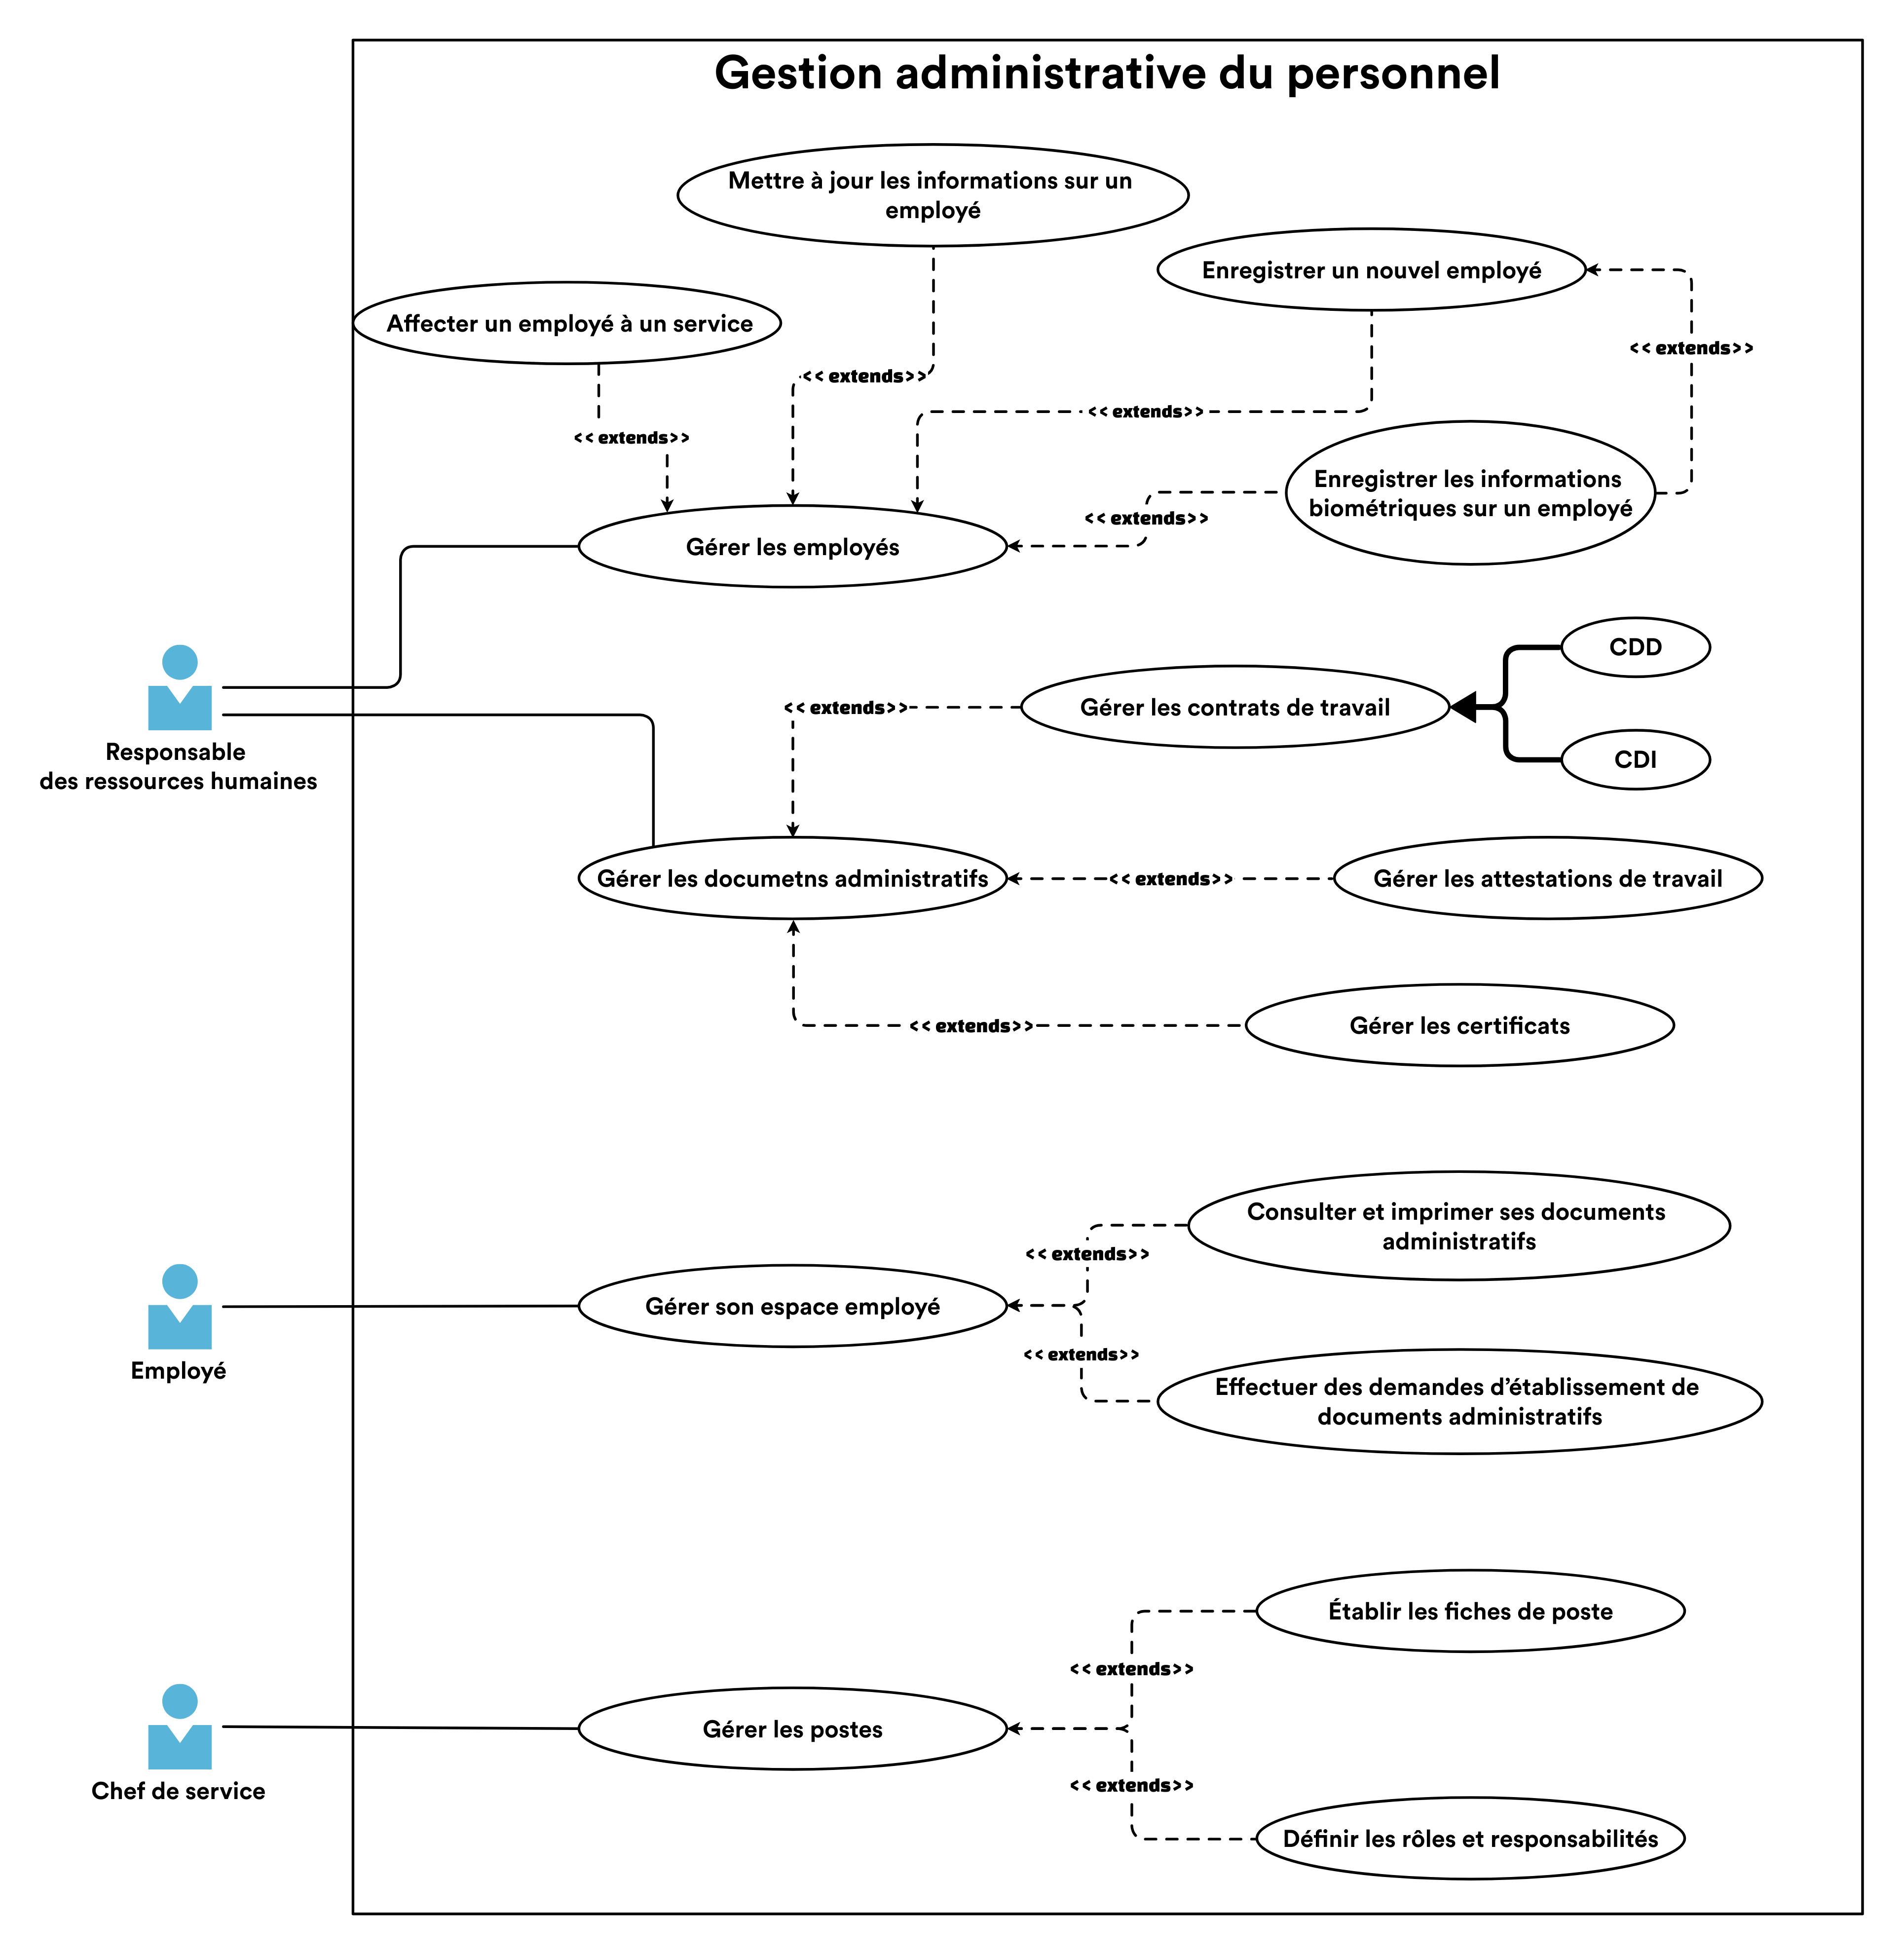 Gestion administrative du personnel
Mettre à jour les informations sur un
employé
Enregistrer un nouvel employé
Affecter un employé à un service
<< extends>>
<< extends>>
<< extends>>
<< extends>>
Enregistrer les informations
biométriques sur un employé
<< extends>>
Gérer les employés
CDD
Gérer les contrats de travail
<< extends>>
CDI
Responsable
des ressources humaines
Gérer les documetns administratifs
<< extends>>
Gérer les attestations de travail
<< extends>>
Gérer les certificats
Consulter et imprimer ses documents
administratifs
<< extends>>
Gérer son espace employé
<< extends>>
Employé
Effectuer des demandes d’établissement de
documents administratifs
Établir les fiches de poste
<< extends>>
Gérer les postes
<< extends>>
Chef de service
Définir les rôles et responsabilités